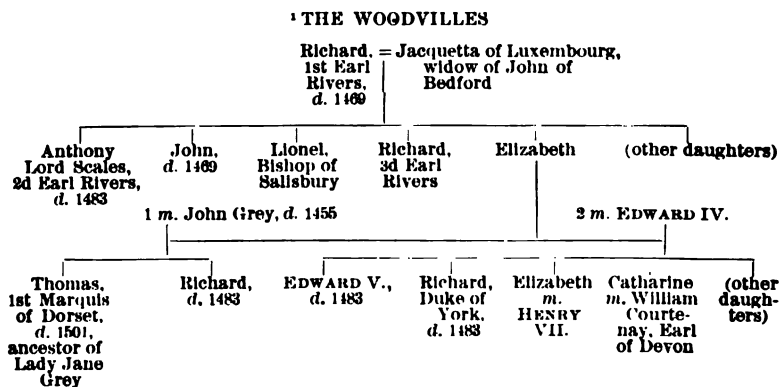 ¹ THE WOODVILLES
Richard, = Jacquetta of Luxembourg,
1st Earl widow of John of
Rivers, Bedford
d. 1469
Anthony John, Lionel, Richard, Elizabeth (other daughters)
Lord Scales, d. 1469 Bishop of 3d Earl
2d Earl Rivers, Salisbury Rivers
d. 1483
1 m. John Grey, d. 1455 2 m. EDWARD IV.
Thomas, Richard, EDWARD V., Richard, Elizabeth Catharine (other
1st Marquis d. 1483 d. 1483 Duke of m. m. William daugh-
of Dorset, York, HENRY Courte- ters)
d. 1501, d. 1483 VII. nay, Earl
ancestor of of Devon
Lady Jane
Grey